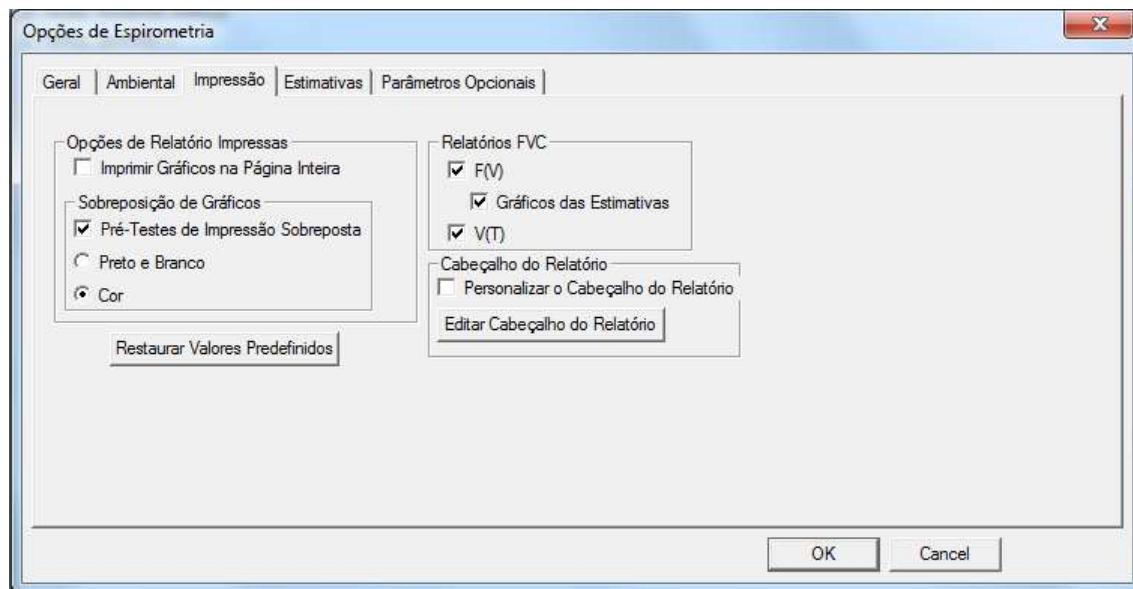 Opções de Espirometria
Geral
Ambiental
Impressão
Estimativas
Parâmetros Opcionais
Opções de Relatório Impressas
Imprimir Gráficos na Página Inteira
Sobreposição de Gráficos
Pré-Testes de Impressão Sobreposta
Preto e Branco
Cor
Restaurar Valores Predefinidos
Relatórios FVC
F(V)
Gráficos das Estimativas
V(T)
Cabeçalho do Relatório
Personalizar o Cabeçalho do Relatório
Editar Cabeçalho do Relatório
OK
Cancel